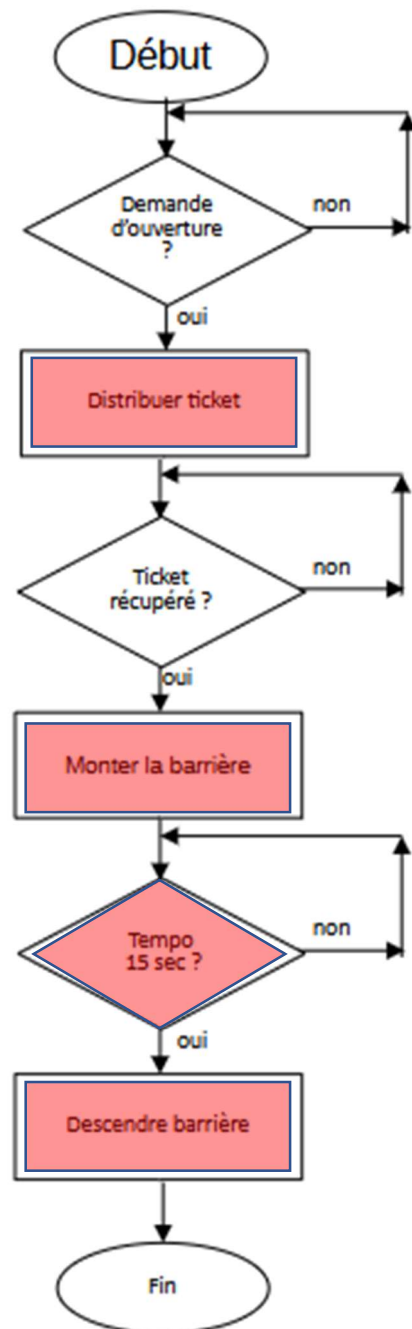 Début
Demande
d'ouverture
?
non
oui
Distribuer ticket
Ticket
récupéré ?
non
oui
Monter la barrière
Tempo
15 sec ?
non
oui
Descendre barrière
Fin